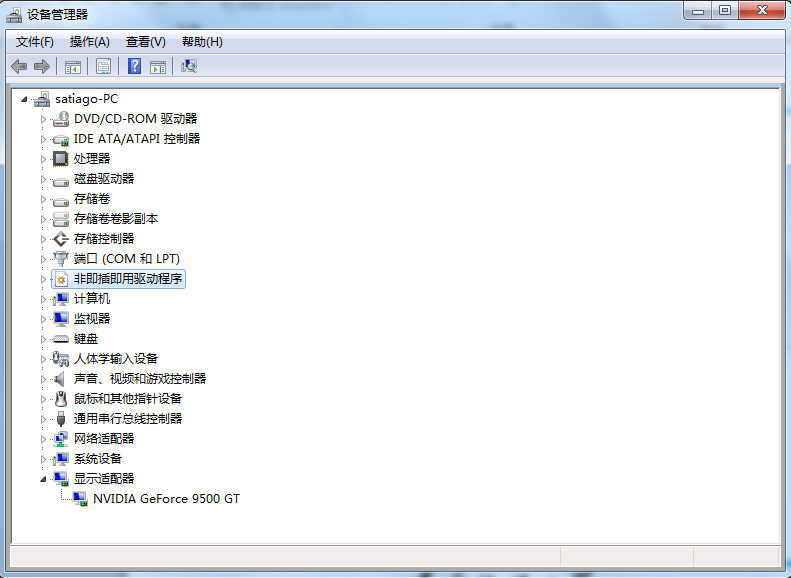 设备管理器
文件(F) 操作(A) 查看(V) 帮助(H)
satiago-PC
DVD/CD-ROM 驱动器
IDE ATA/ATAPI 控制器
处理器
磁盘驱动器
存储卷
存储卷卷影副本
存储控制器
端口 (COM 和 LPT)
非即插即用驱动程序
计算机
监视器
键盘
人体学输入设备
声音、视频和游戏控制器
鼠标和其他指针设备
通用串行总线控制器
网络适配器
系统设备
显示适配器
NVIDIA GeForce 9500 GT